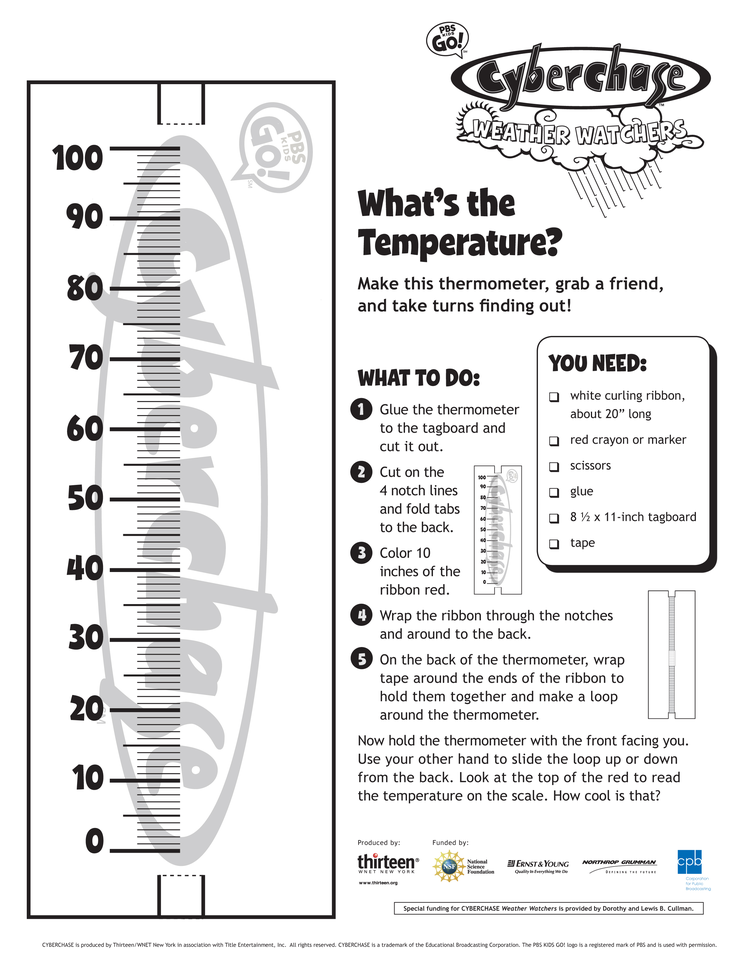 PBS
KIDS
GO!
Cyberchase
WEATHER WATCHERS
PBS
KIDS
GO!
100
90
80
70
60
50
40
30
20
10
0
Cyberchase
What's the
Temperature?
Make this thermometer, grab a friend,
and take turns finding out!
WHAT TO DO:
1 Glue the thermometer
to the tagboard and
cut it out.
2 Cut on the
4 notch lines
and fold tabs
to the back.
3 Color 10
inches of the
ribbon red.
4 Wrap the ribbon through the notches
and around to the back.
5 On the back of the thermometer, wrap
tape around the ends of the ribbon to
hold them together and make a loop
around the thermometer.
YOU NEED:
white curling ribbon,
about 20” long
red crayon or marker
scissors
glue
8 ½ x 11-inch tagboard
tape
100
90
80
70
60
50
40
30
20
10
0
Cyberchase
Now hold the thermometer with the front facing you.
Use your other hand to slide the loop up or down
from the back. Look at the top of the red to read
the temperature on the scale. How cool is that?
Produced by:
thirteen®
WNET NEW YORK
www.thirteen.org
Funded by:
NSF
National
Science
Foundation
ERNST & YOUNG
Quality In Everything We Do
NORTHROP GRUMMAN
DEFINING THE FUTURE
cpb
Corporation
for Public
Broadcasting
Special funding for CYBERCHASE Weather Watchers is provided by Dorothy and Lewis B. Cullman.
CYBERCHASE is produced by Thirteen/WNET New York in association with Title Entertainment, Inc. All rights reserved. CYBERCHASE is a trademark of the Educational Broadcasting Corporation. The PBS KIDS GO! logo is a registered mark of PBS and is used with permission.